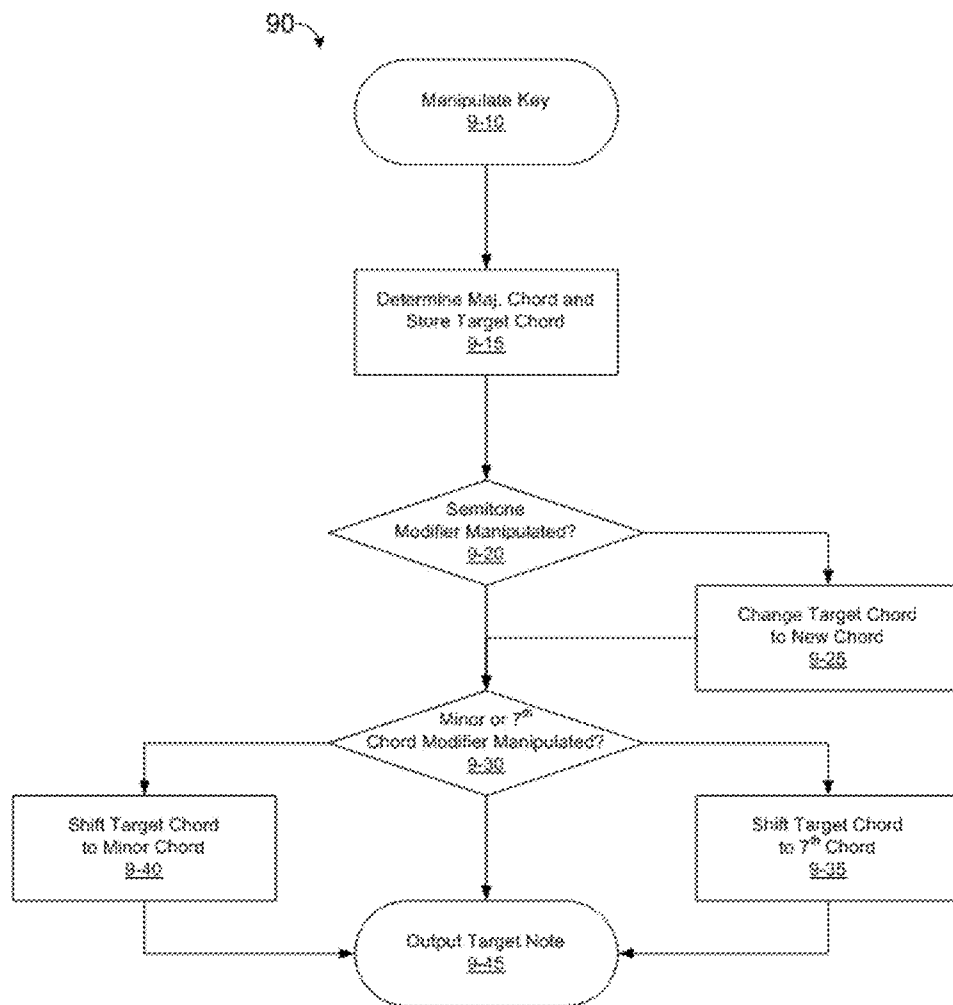 90
Manipulate Key
9-10
Determine Maj. Chord and
Store Target Chord
9-15
Semitone
Modifier Manipulated?
9-20
Change Target Chord
to New Chord
9-25
Minor or 7th
Chord Modifier Manipulated?
9-30
Shift Target Chord
to Minor Chord
9-40
Shift Target Chord
to 7th Chord
9-35
Output Target Note
9-45